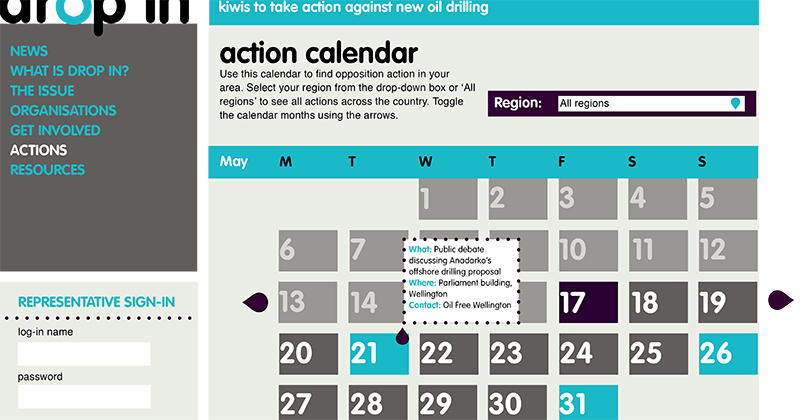 drop in
kiwis to take action against new oil drilling
NEWS
WHAT IS DROP IN?
THE ISSUE
ORGANISATIONS
GET INVOLVED
ACTIONS
RESOURCES
REPRESENTATIVE SIGN-IN
log-in name
password
action calendar
Use this calendar to find opposition action in your
area. Select your region from the drop-down box or ‘All
regions’ to see all actions across the country. Toggle
the calendar months using the arrows.
Region: All regions
May M T W T F S S
1 2 3 4 5
6 7 10 11 12
What: Public debate
discussing Anadarko’s
offshore drilling proposal
Where: Parliament building,
Wellington
Contact: Oil Free Wellington
13 14 17 18 19
20 21 22 23 24 25 26
27 28 29 30 31